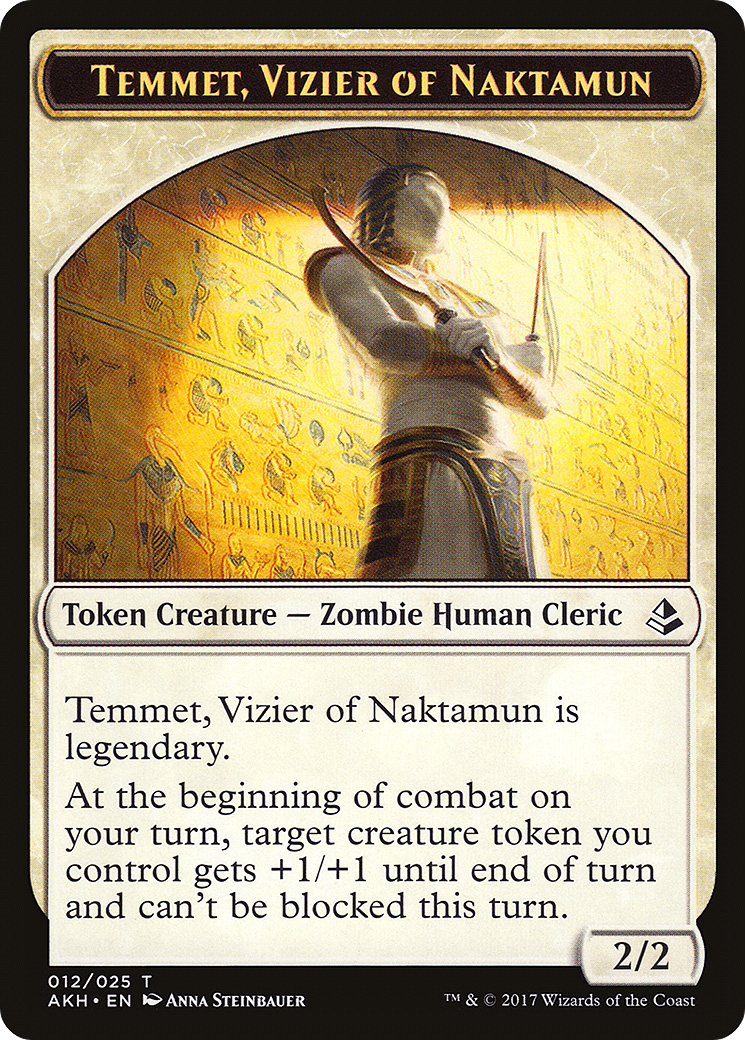 Temmet, Vizier of Naktamun
Token Creature — Zombie Human Cleric
Temmet, Vizier of Naktamun is
legendary.
At the beginning of combat on
your turn, target creature token you
control gets +1/+1 until end of turn
and can't be blocked this turn.
2/2
012/025 T
AKH • EN Anna Steinbauer
™ & © 2017 Wizards of the Coast